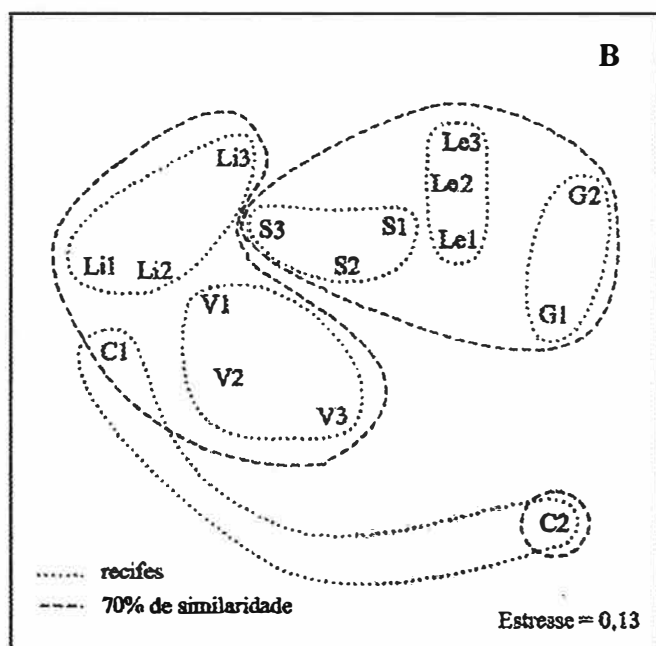 B
Li3
Le3
Le2
G2
S3
S1
Le1
Li1
Li2
S2
V1
G1
C1
V2
V3
C2
recifes
70% de similaridade
Estresse = 0,13